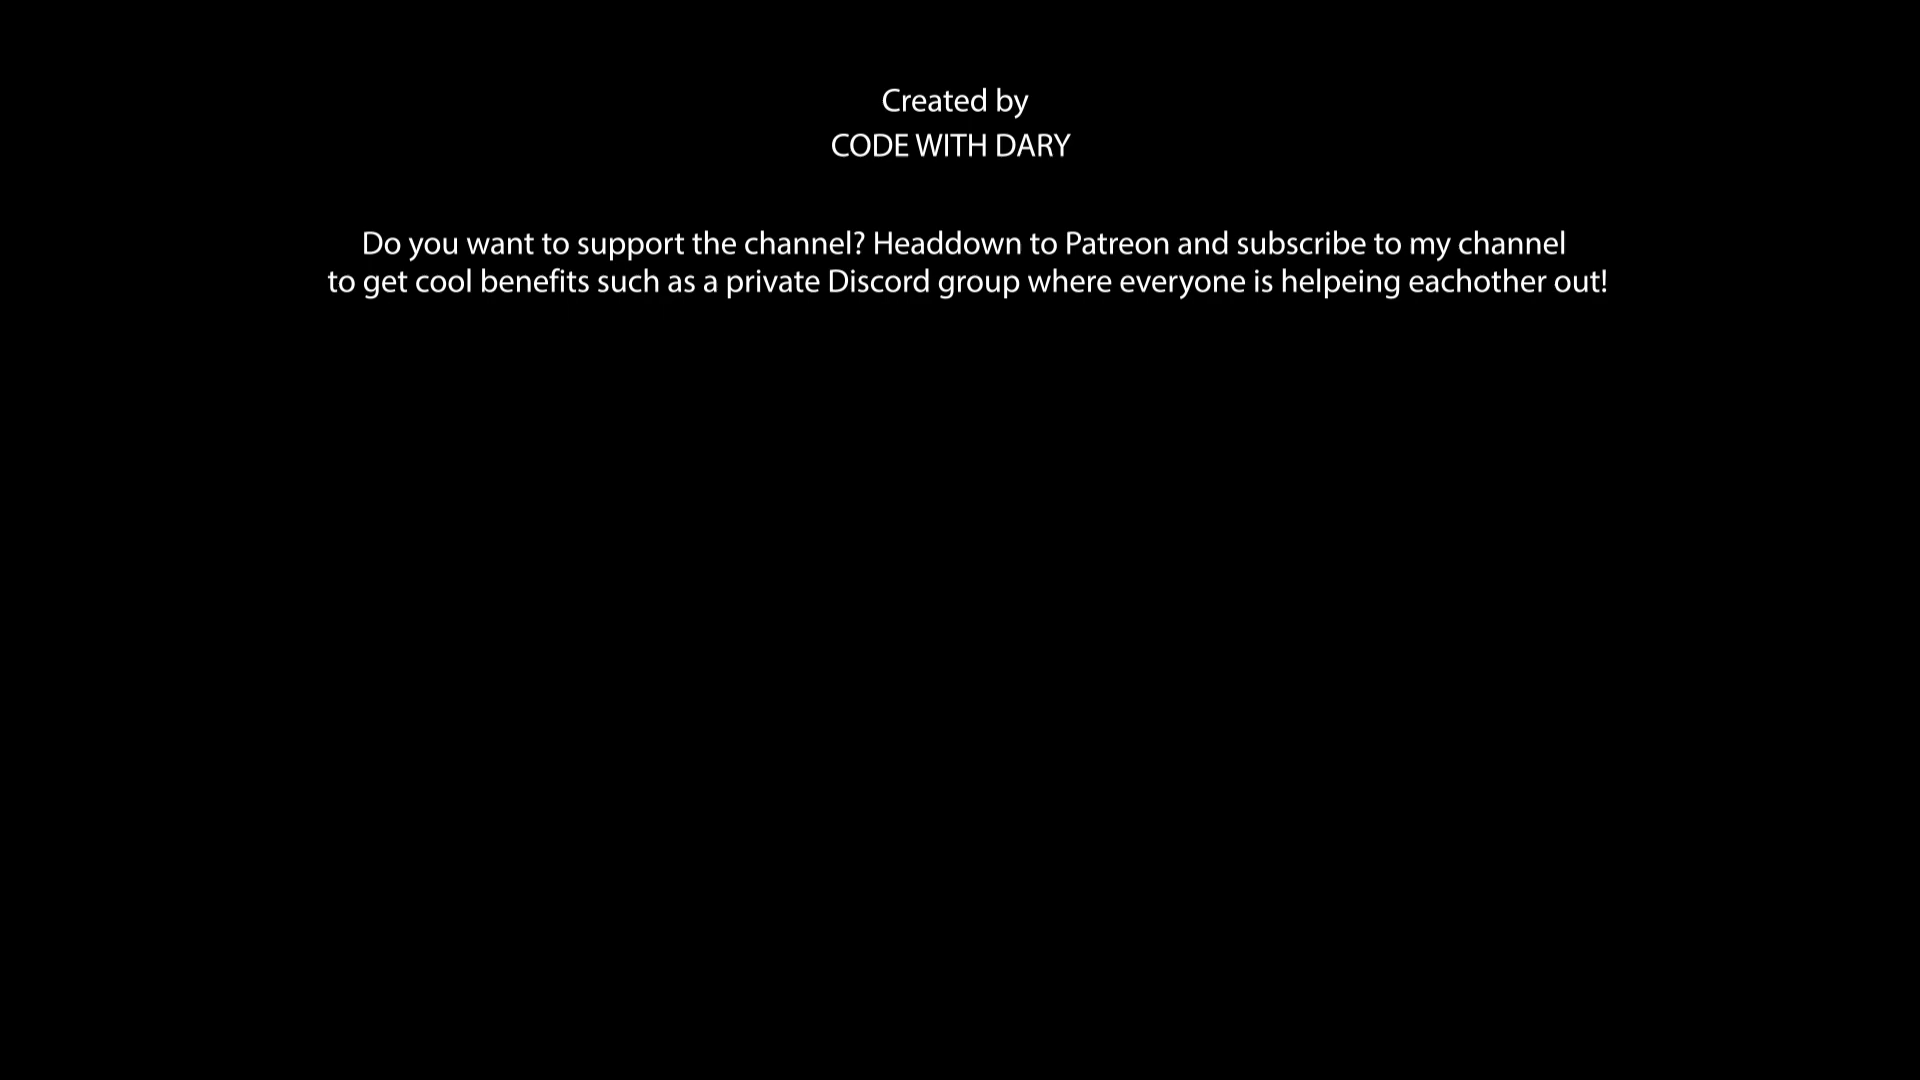 Created by
CODE WITH DARY
Do you want to support the channel? Headdown to Patreon and subscribe to my channel
to get cool benefits such as a private Discord group where everyone is helpeing eachother out!